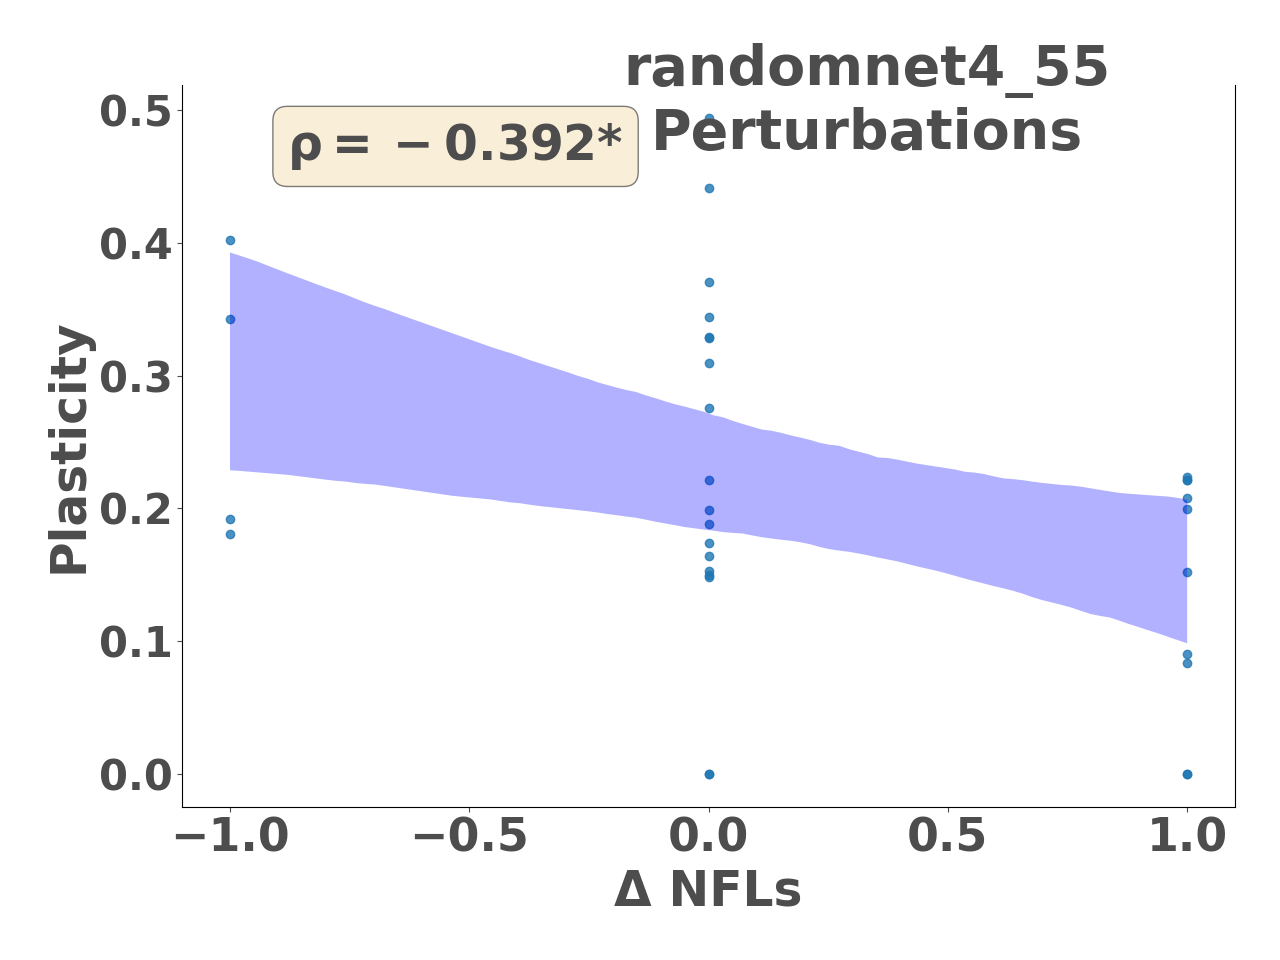 randomnet4_55
Perturbations
ρ = − 0.392*
0.5
0.4
0.3
0.2
0.1
0.0
Plasticity
−1.0 −0.5 0.0 0.5 1.0
Δ NFLs